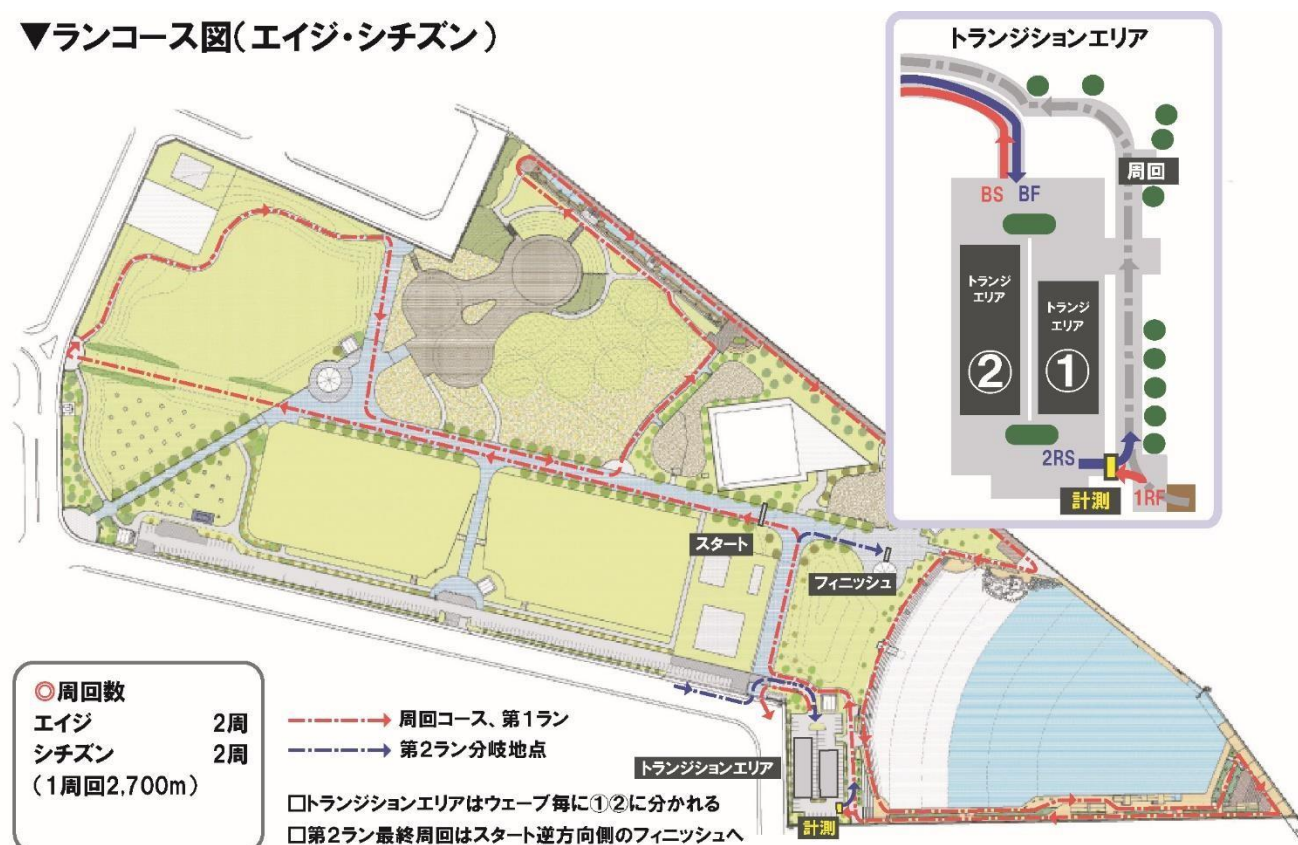 ▼ランコース図(エイジ・シチズン)
トランジションエリア
周回
BS BF
トランジ
エリア
②
トランジ
エリア
①
2RS
計測
1RF
スタート
フィニッシュ
◎周回数
エイジ 2周
シチズン 2周
(1周回2,700m)
周回コース、第1ラン
第2ラン分岐地点
トランジションエリア
計測
□トランジションエリアはウェーブ毎に①②に分かれる
□第2ラン最終周回はスタート逆方向側のフィニッシュへ